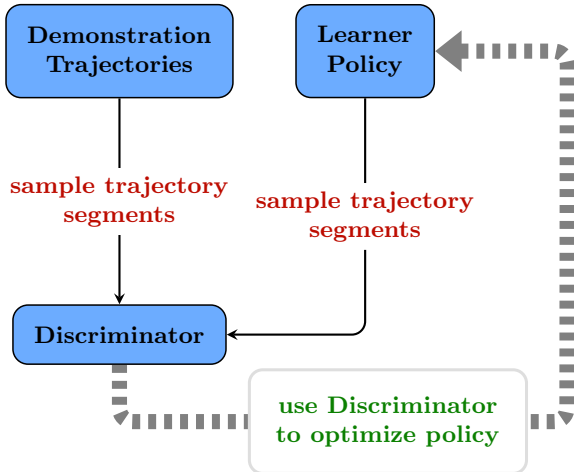 Demonstration
Trajectories
Learner
Policy
sample trajectory
segments
sample trajectory
segments
Discriminator
use Discriminator
to optimize policy